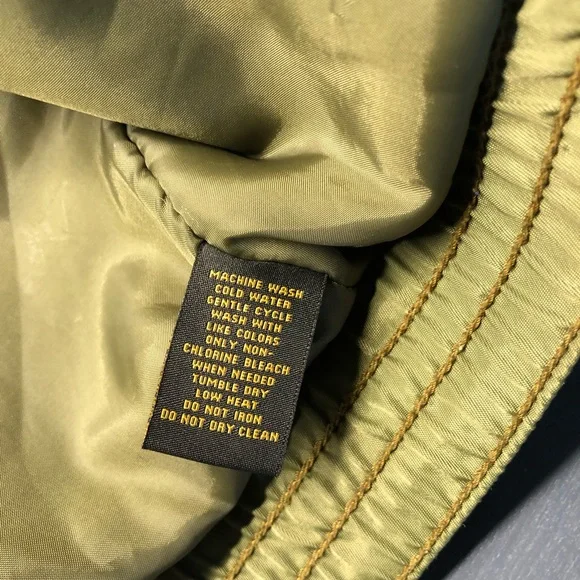 MACHINE WASH
COLD WATER
GENTLE CYCLE
WASH WITH
LIKE COLORS
ONLY NON-
CHLORINE BLEACH
WHEN NEEDED
TUMBLE DRY
LOW HEAT
DO NOT IRON
DO NOT DRY-CLEAN